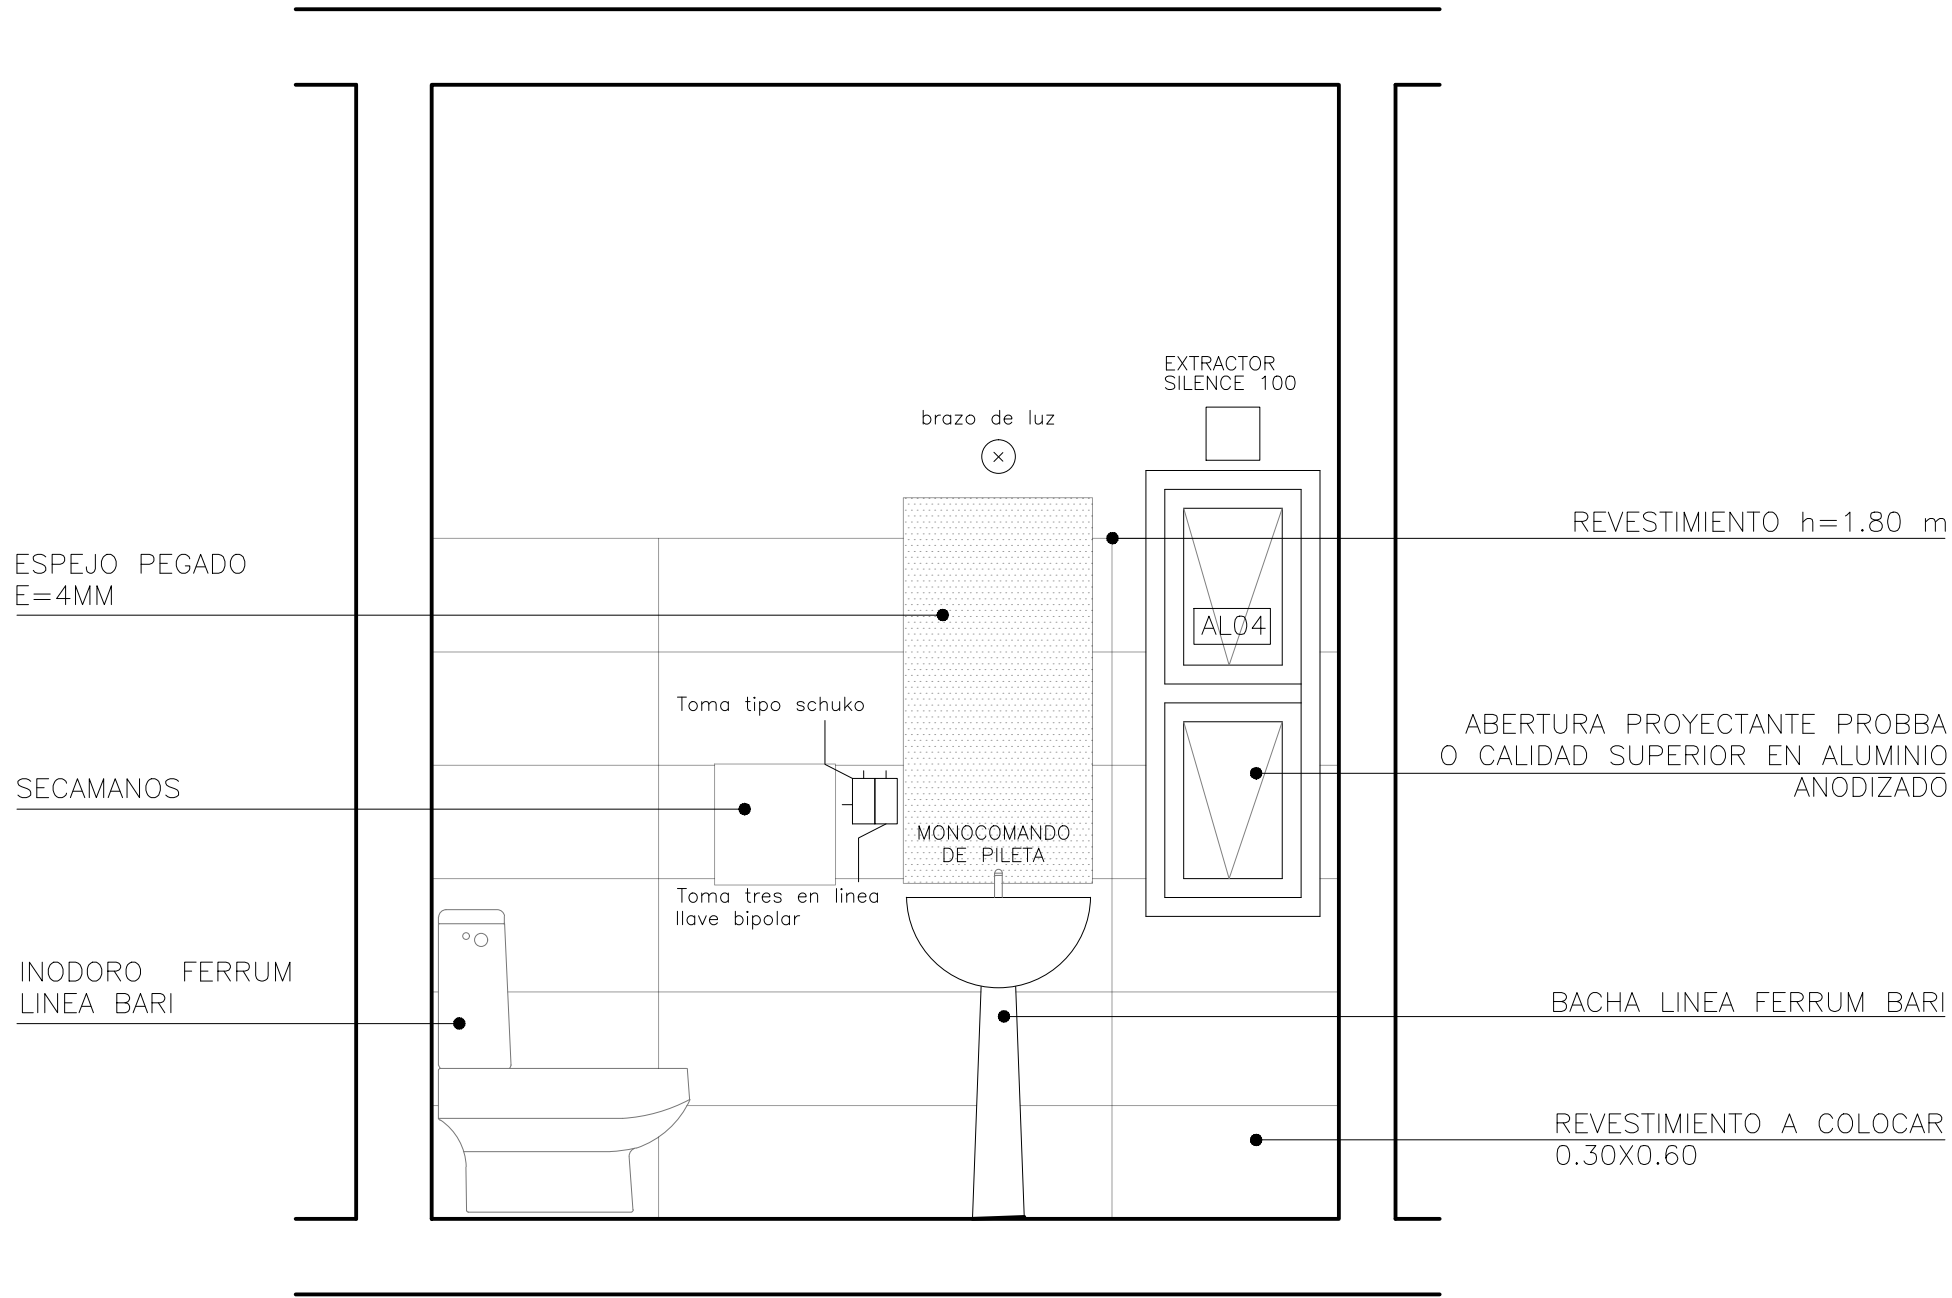 EXTRACTOR
SILENCE 100
brazo de luz
REVESTIMIENTO h=1.80 m
ESPEJO PEGADO
E=4MM
AL04
Toma tipo schuko
ABERTURA PROYECTANTE PROBBA
O CALIDAD SUPERIOR EN ALUMINIO
ANODIZADO
SECAMANOS
MONOCOMANDO
DE PILETA
Toma tres en linea
llave bipolar
INODORO FERRUM
LINEA BARI
BACHA LINEA FERRUM BARI
REVESTIMIENTO A COLOCAR
0.30X0.60